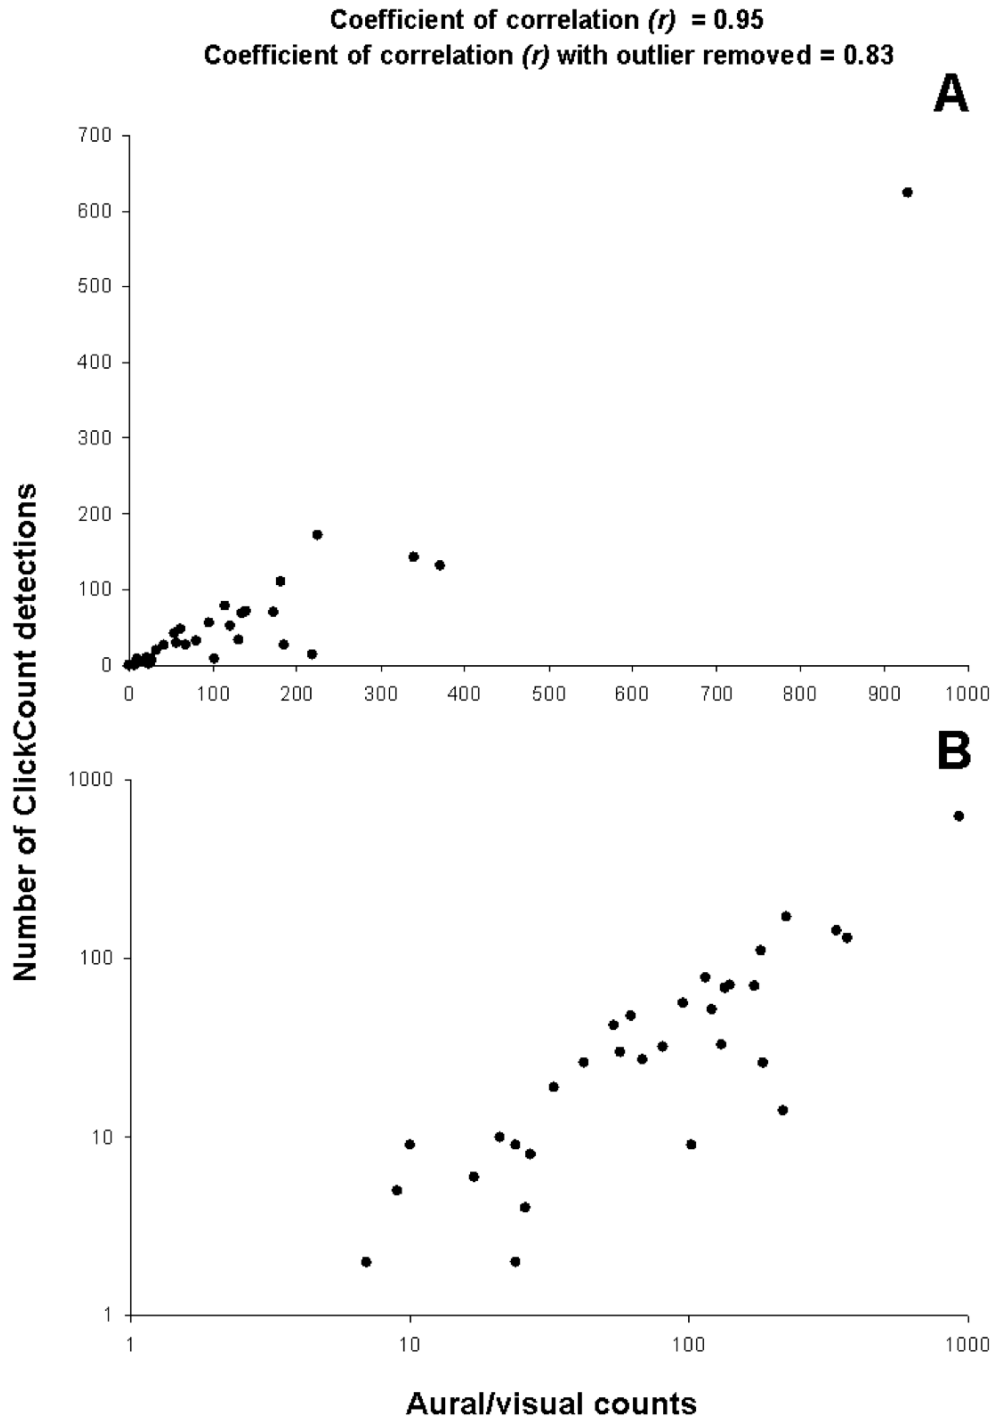 Coefficient of correlation (r) = 0.95
Coefficient of correlation (r) with outlier removed = 0.83
A
700
600
500
400
300
200
100
0
0 100 200 300 400 500 600 700 800 900 1000
Number of ClickCount detections
B
1000
100
10
1
1 10 100 1000
Aural/visual counts